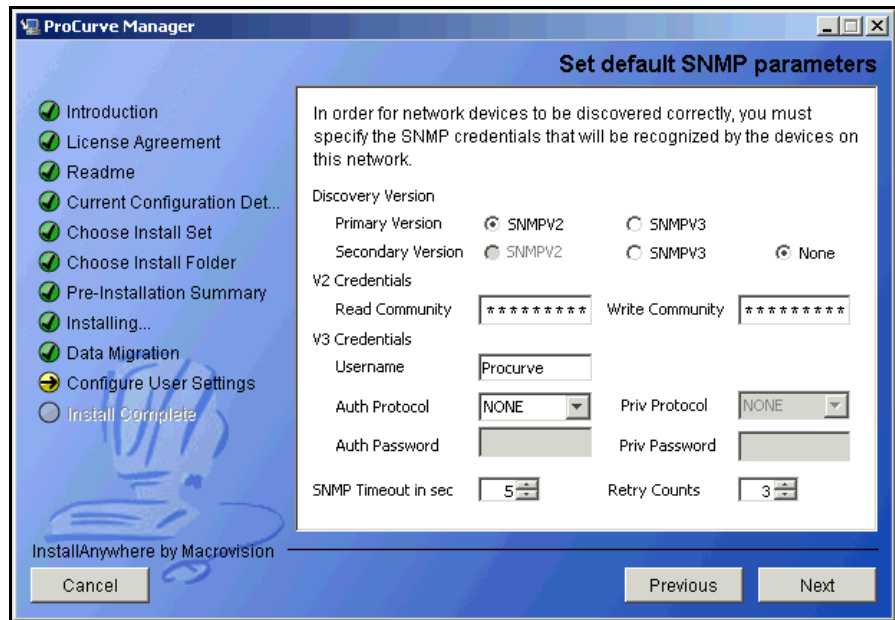 ProCurve Manager
Set default SNMP parameters
Introduction
License Agreement
Readme
Current Configuration Det...
Choose Install Set
Choose Install Folder
Pre-Installation Summary
Installing...
Data Migration
Configure User Settings
Install Complete
In order for network devices to be discovered correctly, you must
specify the SNMP credentials that will be recognized by the devices on
this network.
Discovery Version
Primary Version SNMPV2 SNMPV3
Secondary Version SNMPV2 SNMPV3 None
V2 Credentials
Read Community ********* Write Community *********
V3 Credentials
Username Procurve
Auth Protocol NONE Priv Protocol NONE
Auth Password Priv Password
SNMP Timeout in sec 5 Retry Counts 3
InstallAnywhere by Macrovision
Cancel Previous Next